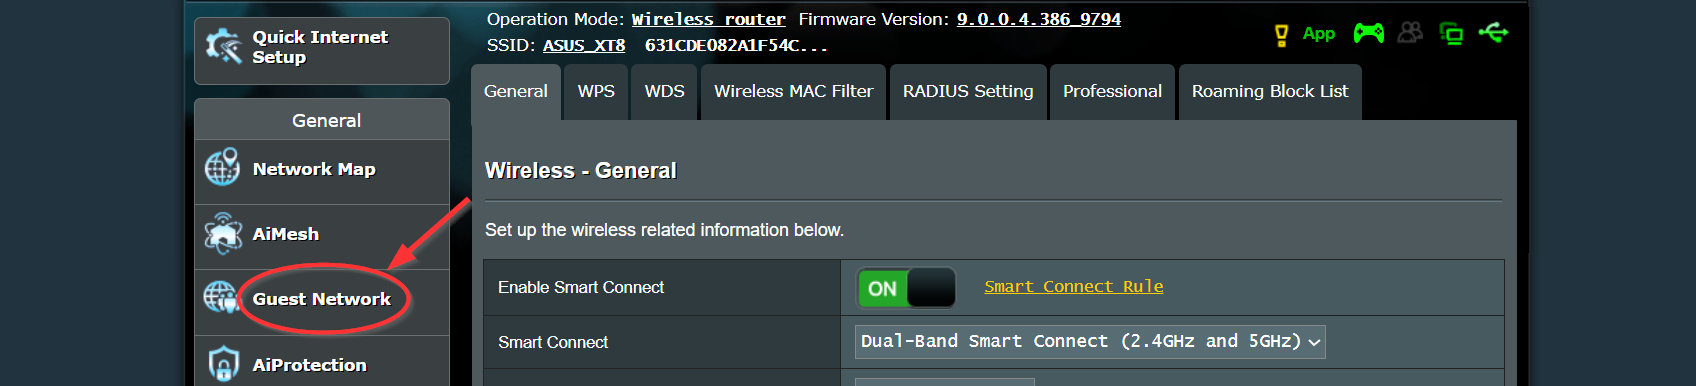 Quick Internet
Setup
General
Network Map
AiMesh
Guest Network
AiProtection
Operation Mode: Wireless router Firmware Version: 9.0.0.4.386_9794
SSID: ASUS_XT8 631CDE082A1F54C...
App
General WPS WDS Wireless MAC Filter RADIUS Setting Professional Roaming Block List
Wireless - General
Set up the wireless related information below.
Enable Smart Connect ON Smart Connect Rule
Smart Connect Dual-Band Smart Connect (2.4GHz and 5GHz)